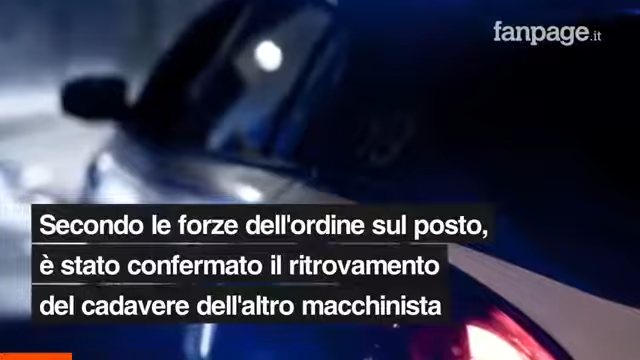 fanpage.it
Secondo le forze dell'ordine sul posto,
è stato confermato il ritrovamento
del cadavere dell'altro macchinista